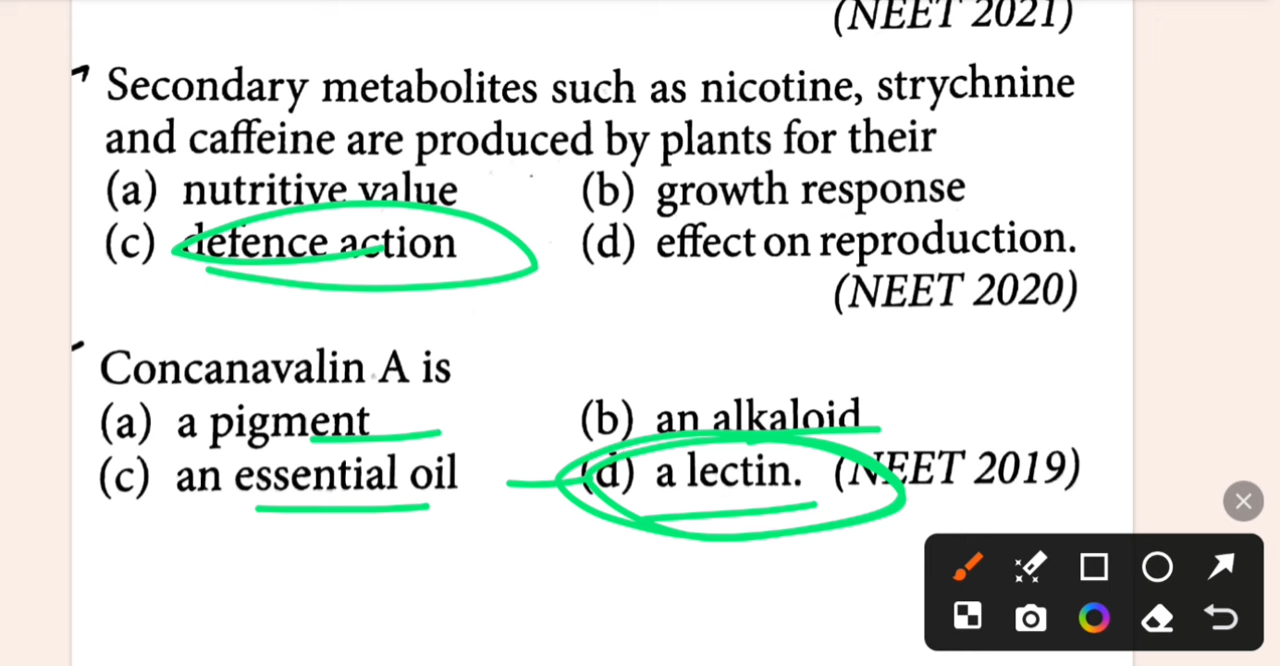 (NEET 2021)
Secondary metabolites such as nicotine, strychnine
and caffeine are produced by plants for their
(a) nutritive value (b) growth response
(c) defence action (d) effect on reproduction.
(NEET 2020)
Concanavalin A is
(a) a pigment (b) an alkaloid
(c) an essential oil (d) a lectin. (NEET 2019)